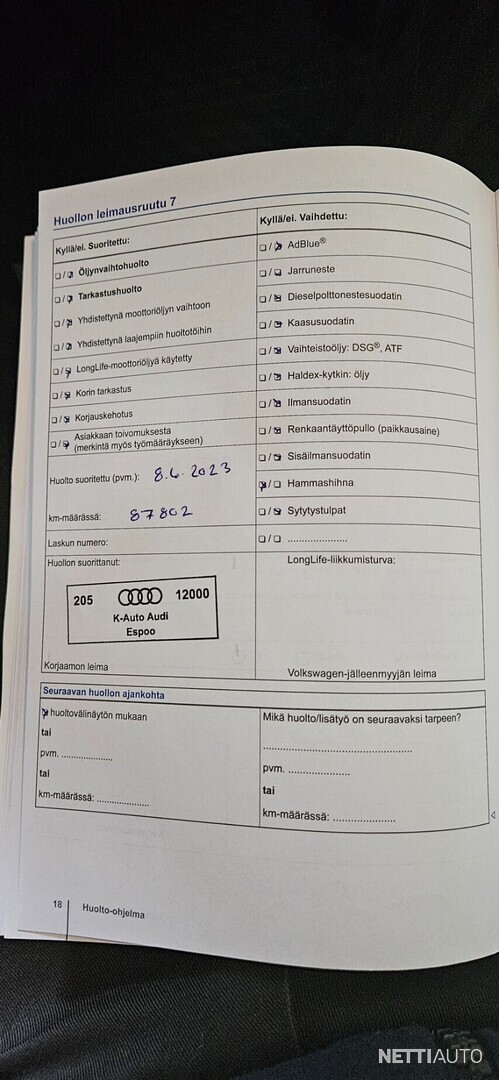 Huollon leimausruutu 7
Kyllä/ei. Suoritettu:
☐/☒ Öljynvaihtohuolto
☐/☒ Tarkastushuolto
☐/☒ Yhdistettynä moottoriöljyn vaihtoon
☐/☒ Yhdistettynä laajempiin huoltotöihin
☐/☒ LongLife-moottoriöljyä käytetty
☐/☒ Korin tarkastus
☐/☒ Korjauskehotus
☐/☒ Asiakkaan toivomuksesta
(merkintä myös työmääräykseen)
Huolto suoritettu (pvm.): 8.6.2023
km-määrässä: 87802
Laskun numero:
Huollon suorittanut:
205 12000
K-Auto Audi
Espoo
Korjaamon leima
Kyllä/ei. Vaihdettu:
☐/☒ AdBlue®
☐/☒ Jarruneste
☐/☒ Dieselpolttonestesuodatin
☐/☒ Kaasusuodatin
☐/☒ Vaihteistoöljy: DSG®, ATF
☐/☒ Haldex-kytkin: öljy
☐/☒ Ilmansuodatin
☐/☒ Renkaantäyttöpullo (paikkausaine)
☐/☒ Sisäilmansuodatin
☒/☐ Hammashihna
☐/☒ Sytytystulpat
☐/☐ .....................
LongLife-liikkumisturva:
Volkswagen-jälleenmyyjän leima
Seuraavan huollon ajankohta
☒ huoltovälinäytön mukaan
tai
pvm. .................
tai
km-määrässä: .................
Mikä huolto/lisätyö on seuraavaksi tarpeen?
..................................................
pvm. .....................
tai
km-määrässä: .....................
18 Huolto-ohjelma
NETTIAUTO